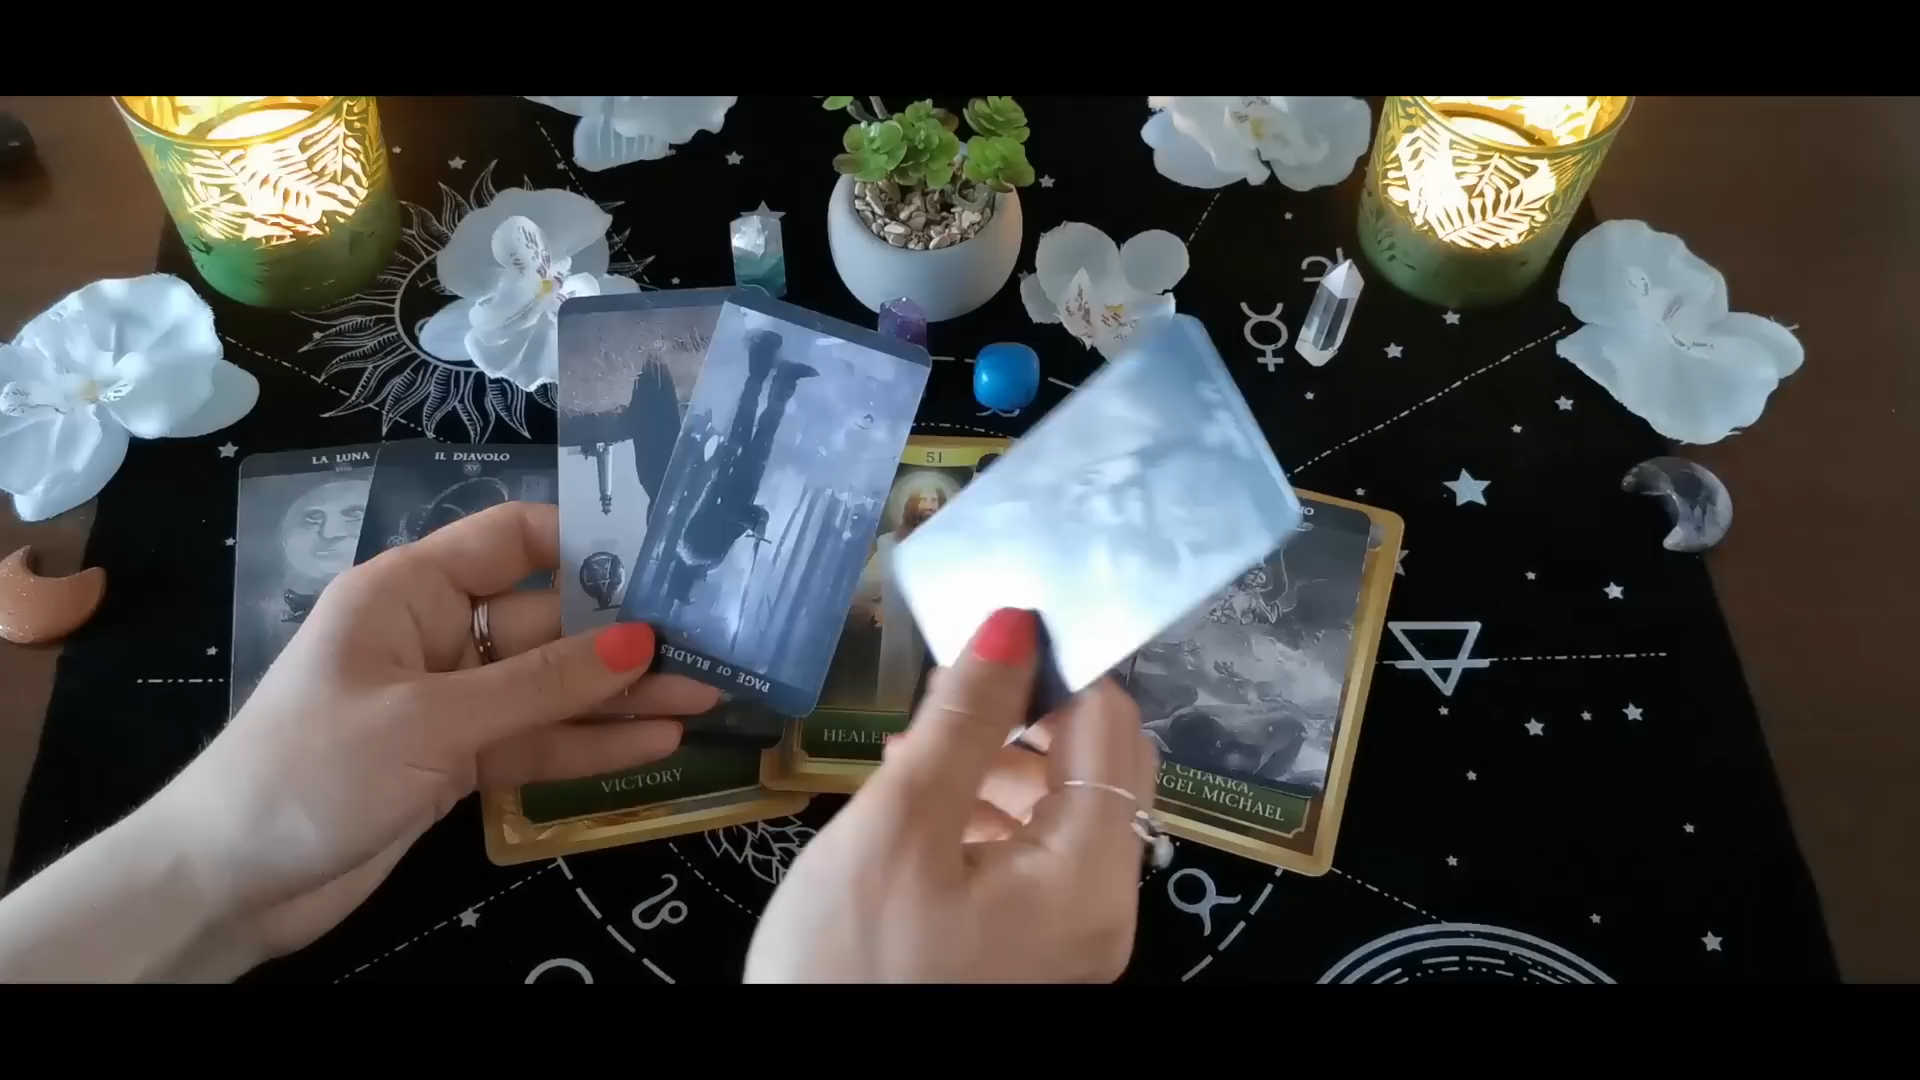 LA LUNA
IL DIAVOLO
XV
51
PAGE OF BLADES
HEALER
VICTORY
CHAKRA,
NGEL MICHAEL